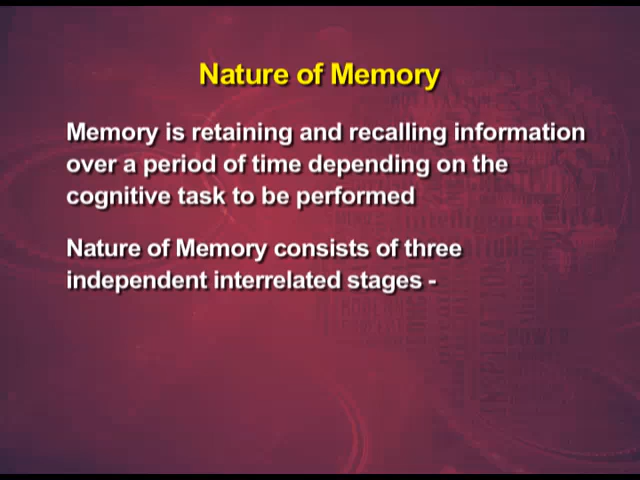 Nature of Memory
Memory is retaining and recalling information
over a period of time depending on the
cognitive task to be performed
Nature of Memory consists of three
independent interrelated stages -